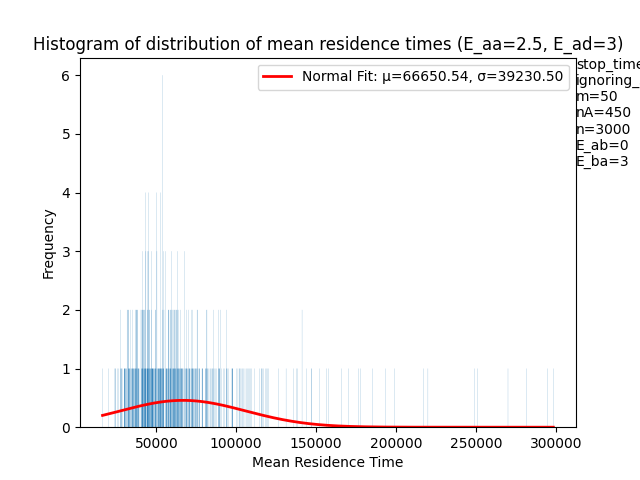 Histogram of distribution of mean residence times (E_aa=2.5, E_ad=3)
Normal Fit: μ=66650.54, σ=39230.50
stop_time
ignoring_
m=50
nA=450
n=3000
E_ab=0
E_ba=3
Frequency
6
5
4
3
2
1
0
50000 100000 150000 200000 250000 300000
Mean Residence Time